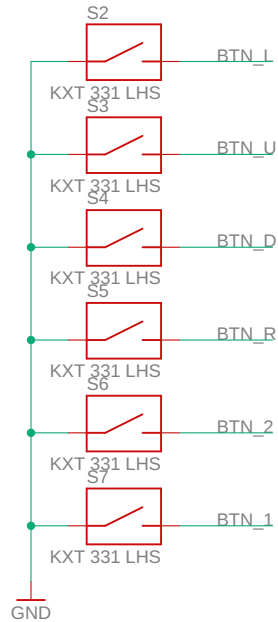 S2
BTN_L
KXT 331 LHS
S3
BTN_U
KXT 331 LHS
S4
BTN_D
KXT 331 LHS
S5
BTN_R
KXT 331 LHS
S6
BTN_2
KXT 331 LHS
S7
BTN_1
KXT 331 LHS
GND